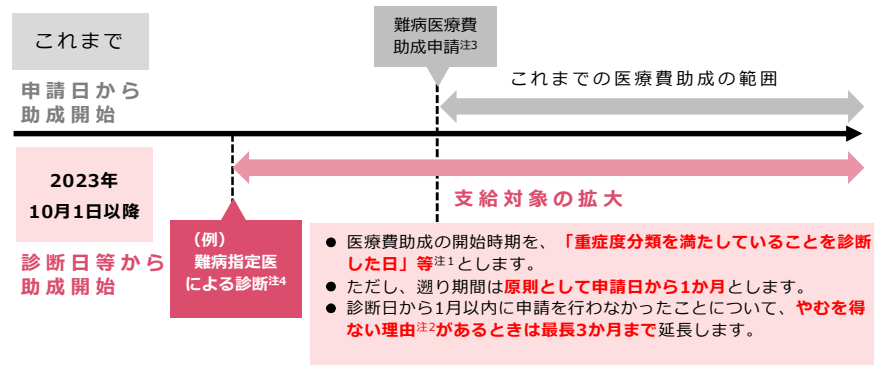 これまで
申請日から
助成開始
難病医療費
助成申請注3
これまでの医療費助成の範囲
2023年
10月1日以降
診断日等から
助成開始
（例）
難病指定医
による診断注4
支給対象の拡大
● 医療費助成の開始時期を、「重症度分類を満たしていることを診断
した日」等注1とします。
● ただし、遡り期間は原則として申請日から1か月とします。
● 診断日から1月以内に申請を行わなかったことについて、やむを得
ない理由注2があるときは最長3か月まで延長します。